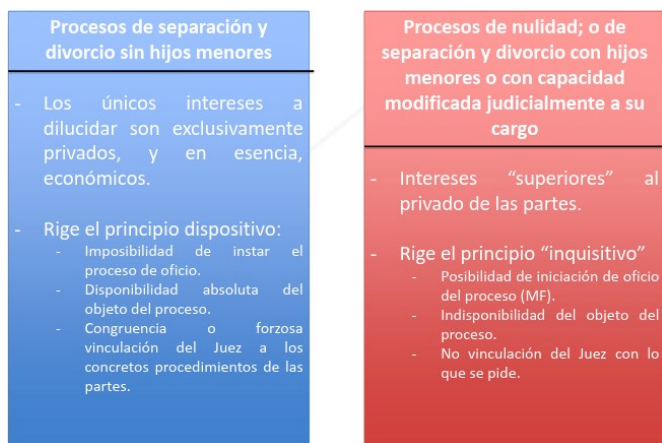 Procesos de separación y
divorcio sin hijos menores
- Los únicos intereses a
dilucidar son exclusivamente
privados, y en esencia,
económicos.
- Rige el principio dispositivo:
- Imposibilidad de instar el
proceso de oficio.
- Disponibilidad absoluta del
objeto del proceso.
- Congruencia o forzosa
vinculación del Juez a los
concretos procedimientos de las
partes.
Procesos de nulidad; o de
separación y divorcio con hijos
menores o con capacidad
modificada judicialmente a su
cargo
- Intereses “superiores” al
privado de las partes.
- Rige el principio “inquisitivo”
- Posibilidad de iniciación de oficio
del proceso (MF).
- Indisponibilidad del objeto del
proceso.
- No vinculación del Juez con lo
que se pide.